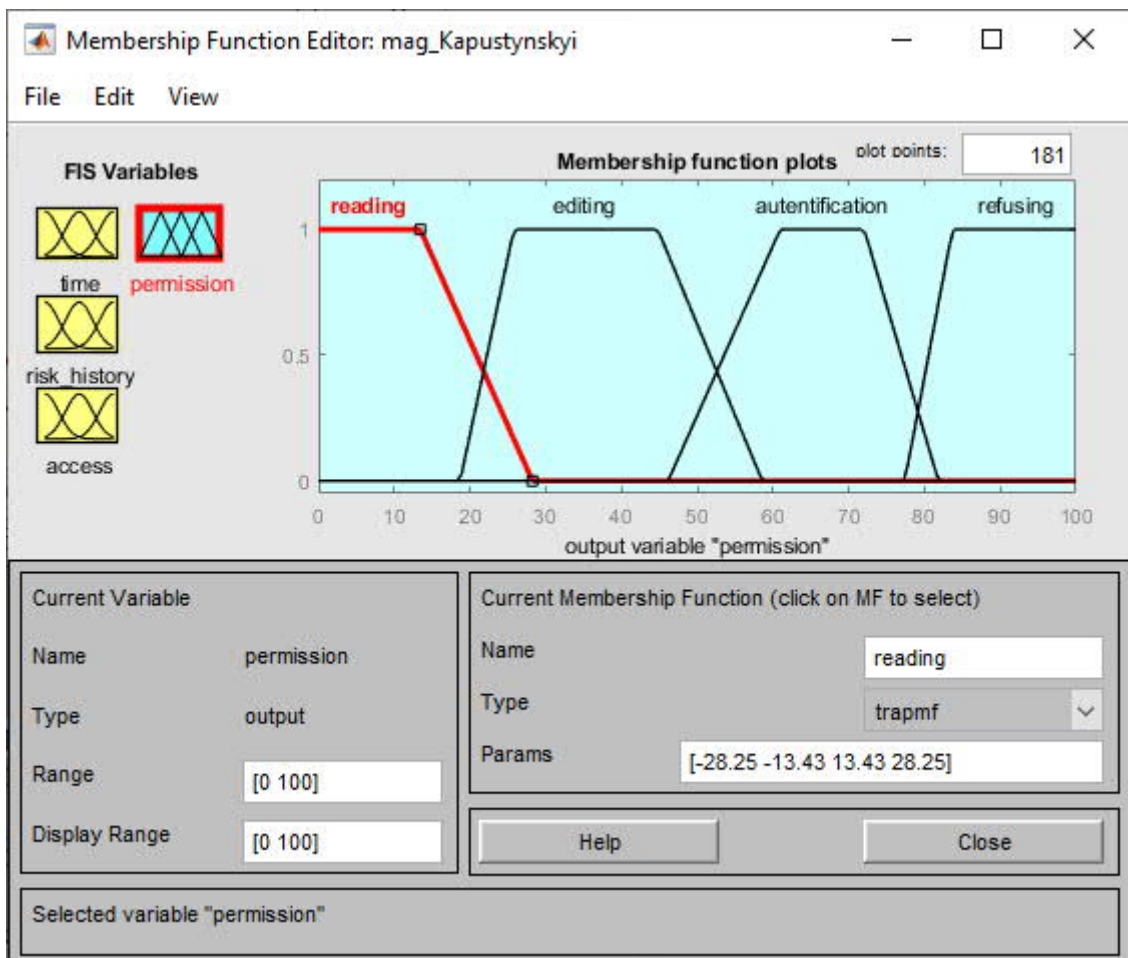 Membership Function Editor: mag_Kapustynskyi
File Edit View
FIS Variables
time
permission
risk_history
access
Membership function plots
plot points:
181
reading editing autentification refusing
1
0.5
0
0 10 20 30 40 50 60 70 80 90 100
output variable "permission"
Current Variable
Name permission
Type output
Range [0 100]
Display Range [0 100]
Current Membership Function (click on MF to select)
Name reading
Type trapmf
Params [-28.25 -13.43 13.43 28.25]
Help Close
Selected variable "permission"